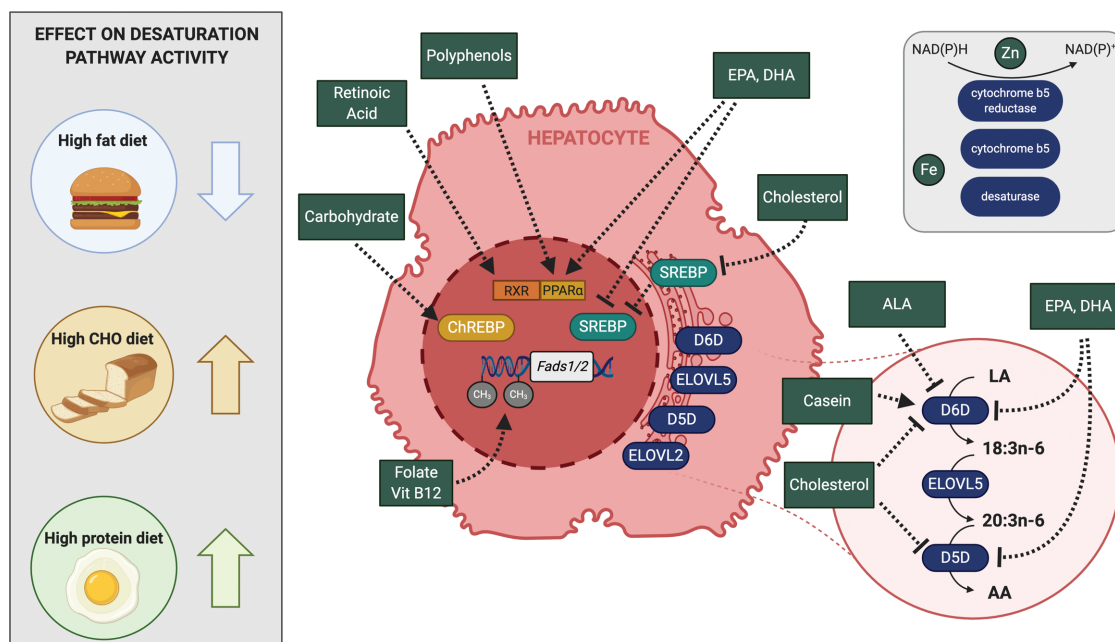 EFFECT ON DESATURATION
PATHWAY ACTIVITY
High fat diet
High CHO diet
High protein diet
Polyphenols
Retinoic
Acid
Carbohydrate
EPA, DHA
HEPATOCYTE
Cholesterol
SREBP
RXR
PPARα
ChREBP
SREBP
Fads1/2
CH₃
CH₃
Folate
Vit B12
D6D
ELOVL5
D5D
ELOVL2
NAD(P)H
Zn
NAD(P)⁺
cytochrome b5
reductase
cytochrome b5
Fe
desaturase
ALA
EPA, DHA
Casein
Cholesterol
LA
D6D
18:3n-6
ELOVL5
20:3n-6
D5D
AA